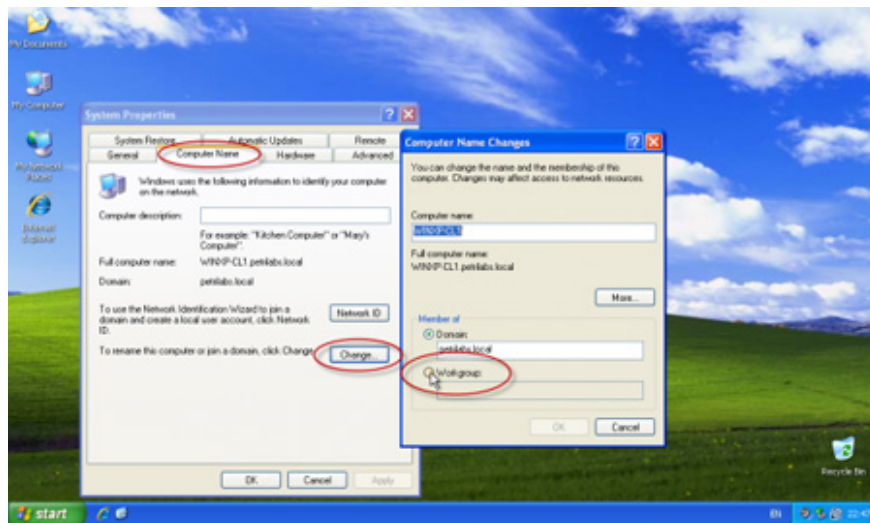 My Documents
My Computer
My Network
Places
Internet
Explorer
System Properties
System Restore
Automatic Updates
Remote
General
Computer Name
Hardware
Advanced
Windows uses the following information to identify your computer
on the network.
Computer description:
For example: "Kitchen Computer" or "Mary's
Computer".
Full computer name:
WINXP-CL1.petrilabs.local
Domain:
petrilabs.local
To use the Network Identification Wizard to join a
domain and create a local user account, click Network
ID.
Network ID
To rename this computer or join a domain, click Change.
Change...
OK
Cancel
Apply
Computer Name Changes
You can change the name and the membership of this
computer. Changes may affect access to network resources.
Computer name:
WINXP-CL1
Full computer name:
WINXP-CL1.petrilabs.local
More...
Member of
Domain:
petrilabs.local
Workgroup:
OK
Cancel
Recycle Bin
start
EN
22:47